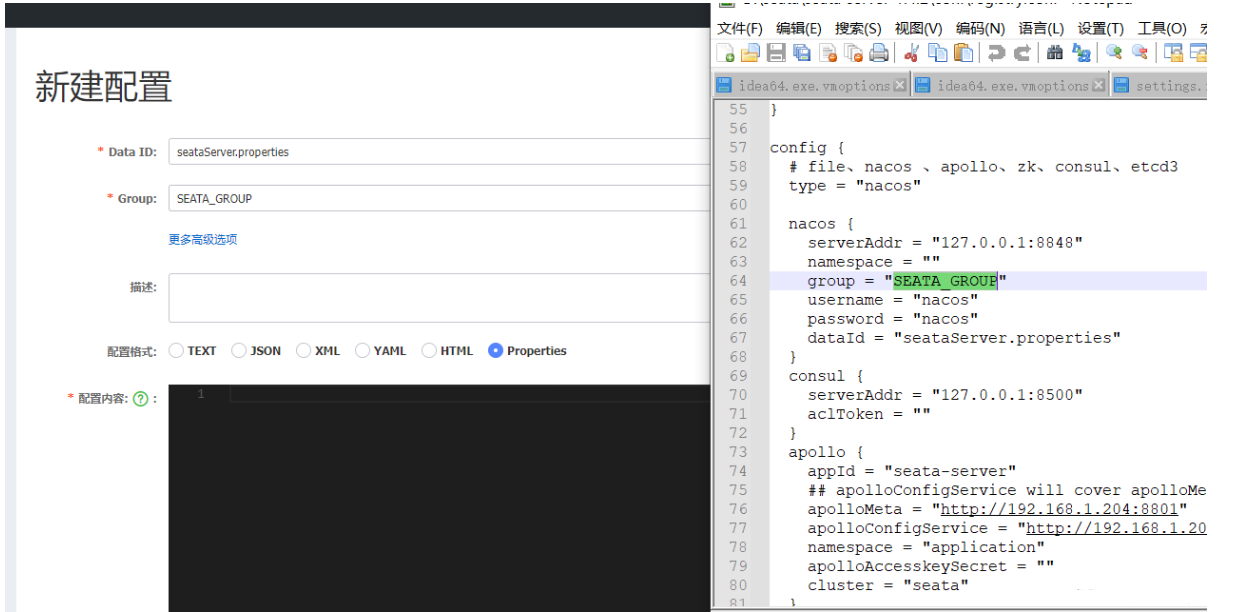 新建配置
* Data ID: seataServer.properties
* Group: SEATA_GROUP
更多高级选项
描述:
配置格式: TEXT JSON XML YAML HTML Properties
* 配置内容: ? :
1
文件(F) 编辑(E) 搜索(S) 视图(V) 编码(N) 语言(L) 设置(T) 工具(O)
idea64.exe.vmoptions idea64.exe.vmoptions settings.
55 }
56
57 config {
58 # file、nacos 、apollo、zk、consul、etcd3
59 type = "nacos"
60
61 nacos {
62 serverAddr = "127.0.0.1:8848"
63 namespace = ""
64 group = "SEATA_GROUP"
65 username = "nacos"
66 password = "nacos"
67 dataId = "seataServer.properties"
68 }
69 consul {
70 serverAddr = "127.0.0.1:8500"
71 aclToken = ""
72 }
73 apollo {
74 appId = "seata-server"
75 ## apolloConfigService will cover apolloMe
76 apolloMeta = "http://192.168.1.204:8801"
77 apolloConfigService = "http://192.168.1.20
78 namespace = "application"
79 apolloAccesskeySecret = ""
80 cluster = "seata"
81 }